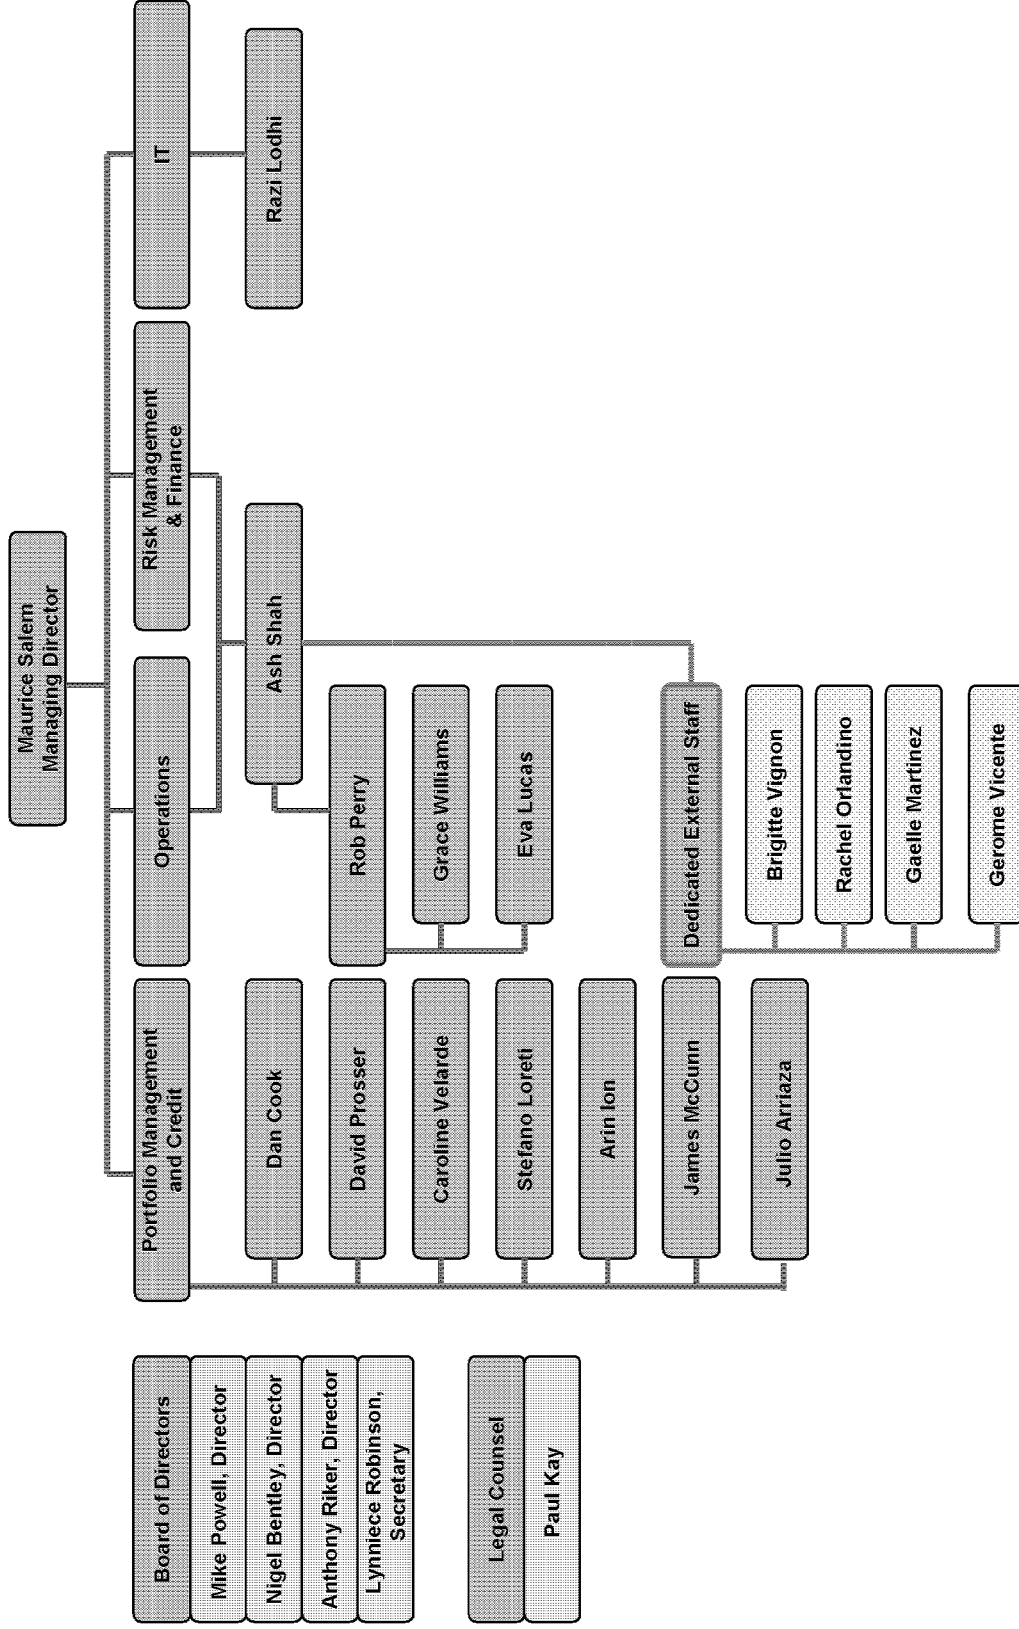 Maurice Salem
Managing Director
Board of Directors
Mike Powell, Director
Nigel Bentley, Director
Anthony Riker, Director
Lynniece Robinson,
Secretary
Legal Counsel
Paul Kay
Portfolio Management
and Credit
Dan Cook
David Prosser
Caroline Velarde
Stefano Loreti
Arin Ion
James McCunn
Julio Arriaza
Operations
Risk Management
& Finance
Ash Shah
Rob Perry
Grace Williams
Eva Lucas
Dedicated External Staff
Brigitte Vignon
Rachel Orlandino
Gaelle Martinez
Gerome Vicente
IT
Razi Lodhi